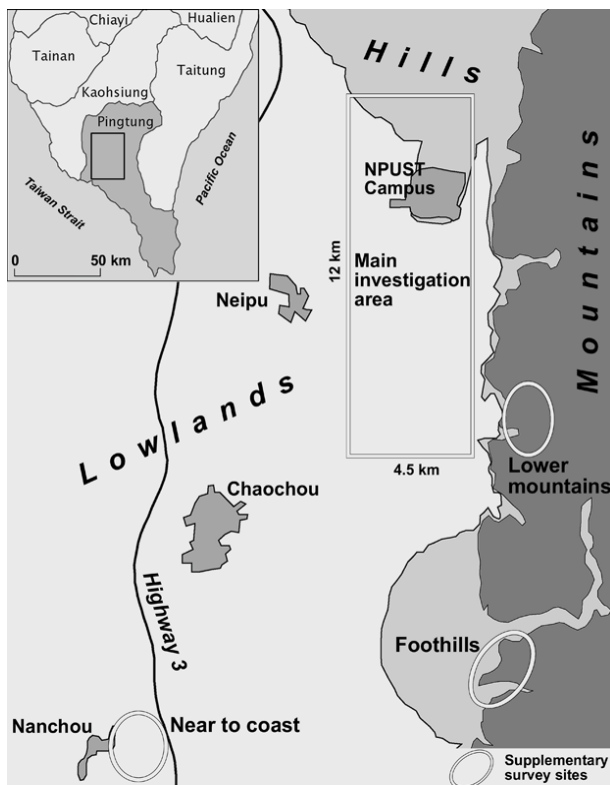 Chiayi
Hualien
Tainan
Taitung
Kaohsiung
Pingtung
Taiwan Strait
Pacific Ocean
0 50 km
Hills
Mountains
NPUST
Campus
12 km
Main
investigation
area
4.5 km
Neipu
Lowlands
Lower
mountains
Chaochou
Highway 3
Foothills
Nanchou
Near to coast
Supplementary
survey sites